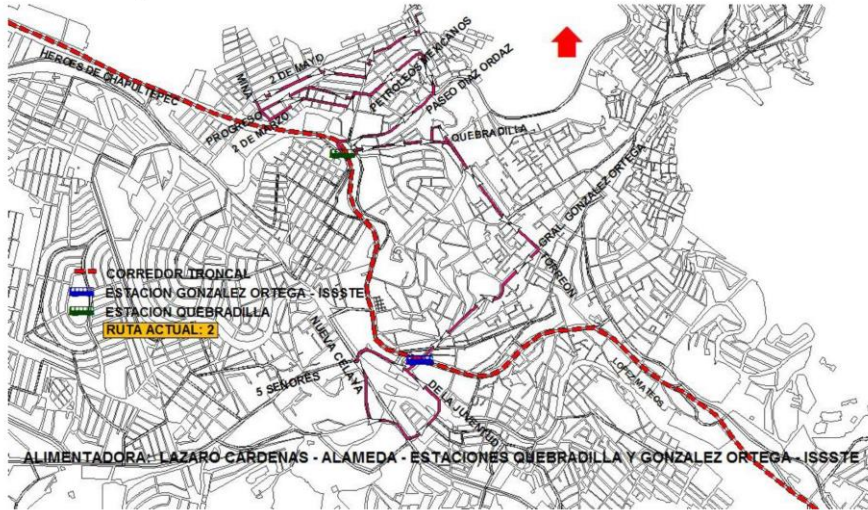 HEROES DE CHAPULTEPEC
MINA
2 DE MAYO
PETROLEOS MEXICANOS
PASEO DIAZ ORDAZ
PROGRESO
2 DE MARZO
QUEBRADILLA
GRAL. GONZALEZ ORTEGA
TORREON
CORREDOR TRONCAL
ESTACION GONZALEZ ORTEGA - ISSSTE
ESTACION QUEBRADILLA
RUTA ACTUAL: 2
NUEVA CELAYA
5 SEÑORES
DE LA JUVENTUD
LOPEZ MATEOS
ALIMENTADORA: LAZARO CARDENAS - ALAMEDA - ESTACIONES QUEBRADILLA Y GONZALEZ ORTEGA - ISSSTE